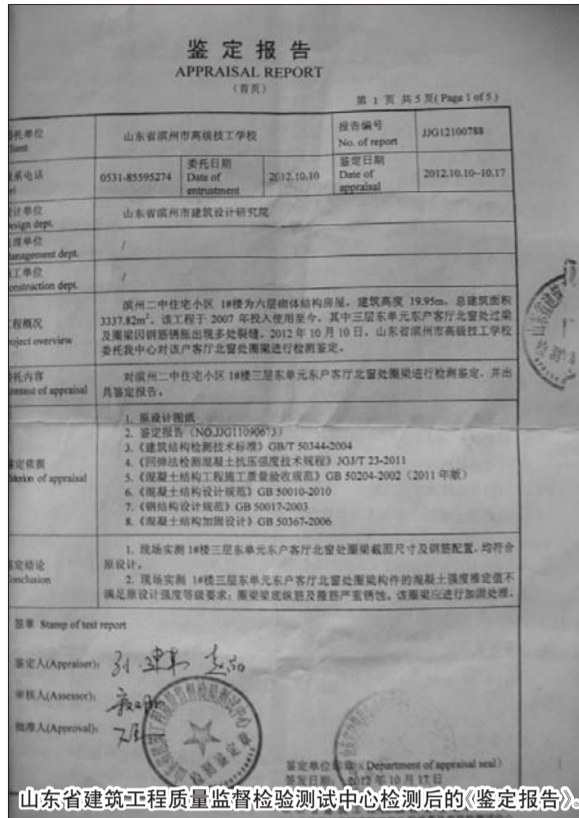 鉴定报告
APPRAISAL REPORT
（首页）
第 1 页 共 5 页( Page 1 of 5 )
托单位
山东省滨州市高级技工学校
报告编号
No. of report
JJG12100788
系电话
0531-85595274
委托日期
Date of
entrustment
2012.10.10
鉴定日期
Date of
appraisal
2012.10.10~10.17
计单位
esign dept.
山东省滨州市建筑设计研究院
理单位
anagement dept.
/
工单位
onstruction dept.
/
程概况
roject overview
滨州二中住宅小区 1#楼为六层砌体结构房屋，建筑高度 19.95m，总建筑面积
3337.82m²。该工程于 2007 年投入使用至今，其中三层东单元东户客厅北窗处过梁
及圈梁因钢筋锈胀出现多处裂缝。2012 年 10 月 10 日，山东省滨州市高级技工学校
委托我中心对该户客厅北窗处圈梁进行检测鉴定。
托内容
of appraisal
对滨州二中住宅小区 1#楼三层东单元东户客厅北窗处圈梁进行检测鉴定，并出
具鉴定报告。
定依据
of appraisal
1. 原设计图纸
2. 鉴定报告（NO.JJG11090673）
3. 《建筑结构检测技术标准》GB/T 50344-2004
4. 《回弹法检测混凝土抗压强度技术规程》JGJ/T 23-2011
5. 《混凝土结构工程施工质量验收规范》GB 50204-2002（2011 年版）
6. 《混凝土结构设计规范》GB 50010-2010
7. 《钢结构设计规范》GB 50017-2003
8. 《混凝土结构加固设计》GB 50367-2006
定结论
onclusion
1. 现场实测 1#楼三层东单元东户客厅北窗处圈梁截面尺寸及钢筋配置，均符合
原设计。
2. 现场实测 1#楼三层东单元东户客厅北窗处圈梁构件的混凝土强度推定值不
满足原设计强度等级要求；圈梁梁底纵筋及箍筋严重锈蚀。该圈梁应进行加固处理。
签章 Stamp of test report
鉴定人(Appraiser):
审核人(Assessor):
批准人(Approval):
鉴定单位章(Department of appraisal seal)
签发日期: 2012 年 10 月 17 日
山东省建筑工程质量监督检验测试中心检测后的《鉴定报告》。